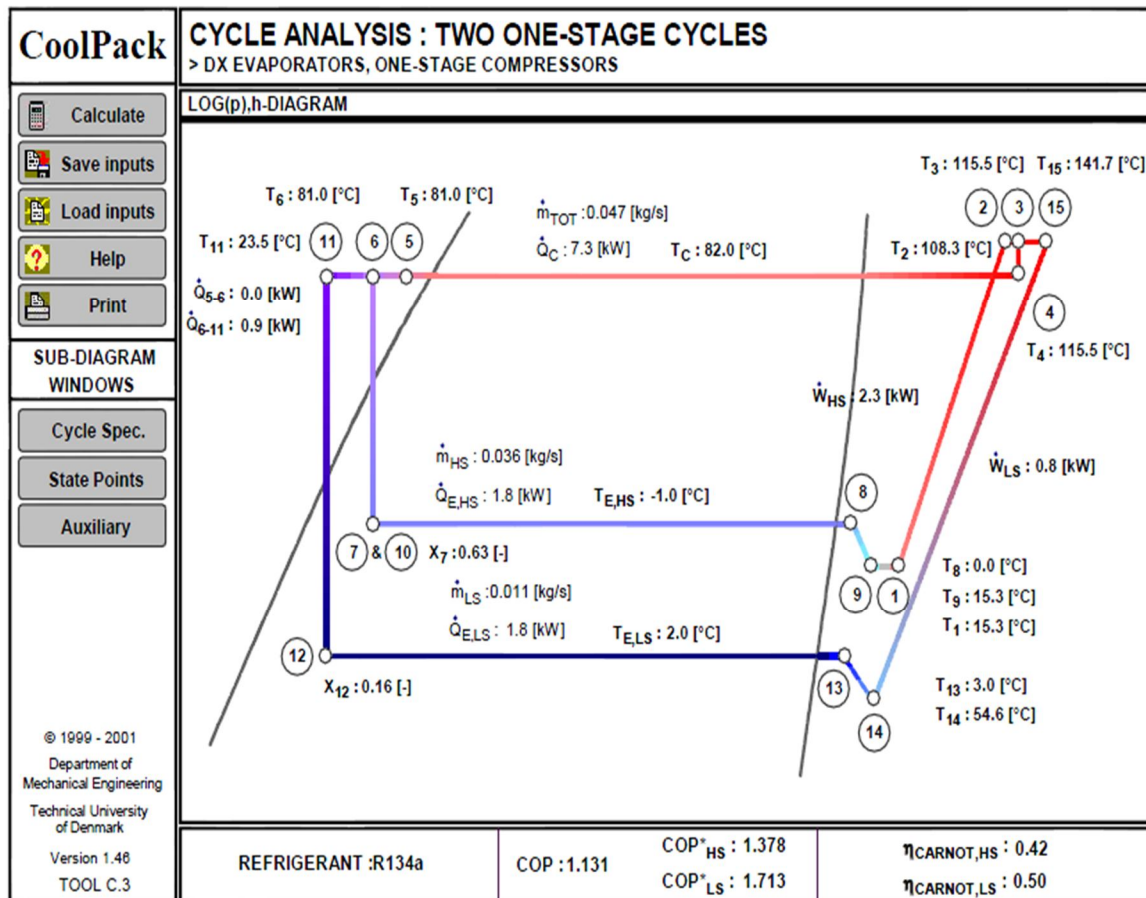 CoolPack
CYCLE ANALYSIS : TWO ONE-STAGE CYCLES
> DX EVAPORATORS, ONE-STAGE COMPRESSORS
Calculate
Save inputs
Load inputs
Help
Print
SUB-DIAGRAM
WINDOWS
Cycle Spec.
State Points
Auxiliary
© 1999 - 2001
Department of
Mechanical Engineering
Technical University
of Denmark
Version 1.46
TOOL C.3
LOG(p),h-DIAGRAM
T3 : 115.5 [°C] T15 : 141.7 [°C]
T6 : 81.0 [°C] T5 : 81.0 [°C]
ṁTOT : 0.047 [kg/s]
2 3 15
T11 : 23.5 [°C] 11 6 5
Q̇C : 7.3 [kW] TC : 82.0 [°C] T2 : 108.3 [°C]
Q̇5-6 : 0.0 [kW]
Q̇6-11 : 0.9 [kW]
4
T4 : 115.5 [°C]
ẆHS : 2.3 [kW]
ṁHS : 0.036 [kg/s]
ẆLS : 0.8 [kW]
Q̇E,HS : 1.8 [kW] TE,HS : -1.0 [°C] 8
7 & 10 X7 : 0.63 [-]
9 1
T8 : 0.0 [°C]
T9 : 15.3 [°C]
T1 : 15.3 [°C]
ṁLS : 0.011 [kg/s]
Q̇E,LS : 1.8 [kW] TE,LS : 2.0 [°C]
12
X12 : 0.16 [-]
13
14
T13 : 3.0 [°C]
T14 : 54.6 [°C]
REFRIGERANT :R134a
COP : 1.131
COP*HS : 1.378
COP*LS : 1.713
ηCARNOT,HS : 0.42
ηCARNOT,LS : 0.50